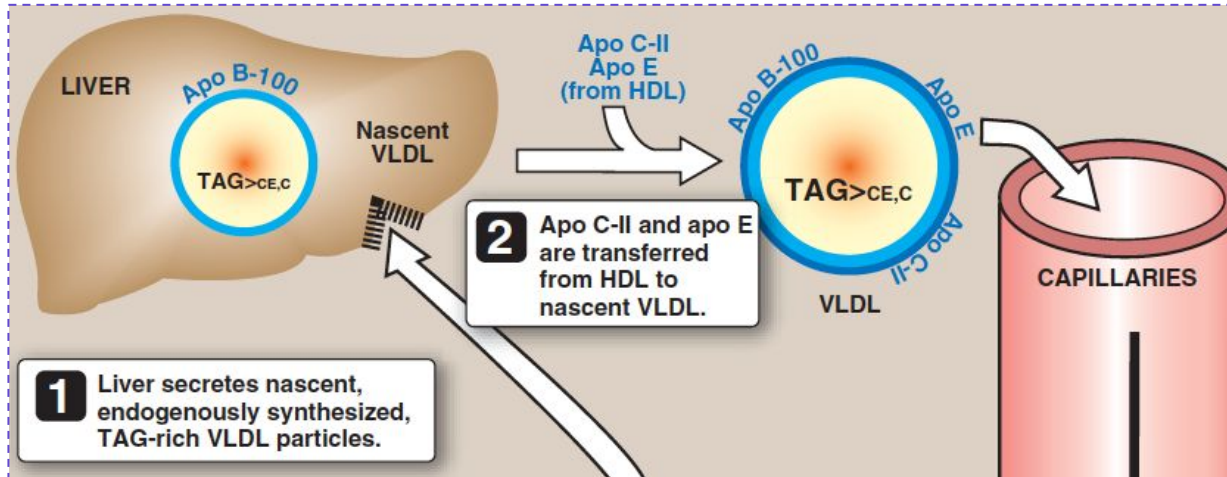 LIVER
Apo B-100
TAG>CE,C
Nascent
VLDL
Apo C-II
Apo E
(from HDL)
Apo B-100
Apo E
Apo C-II
TAG>CE,C
VLDL
CAPILLARIES
2 Apo C-II and apo E
are transferred
from HDL to
nascent VLDL.
1 Liver secretes nascent,
endogenously synthesized,
TAG-rich VLDL particles.